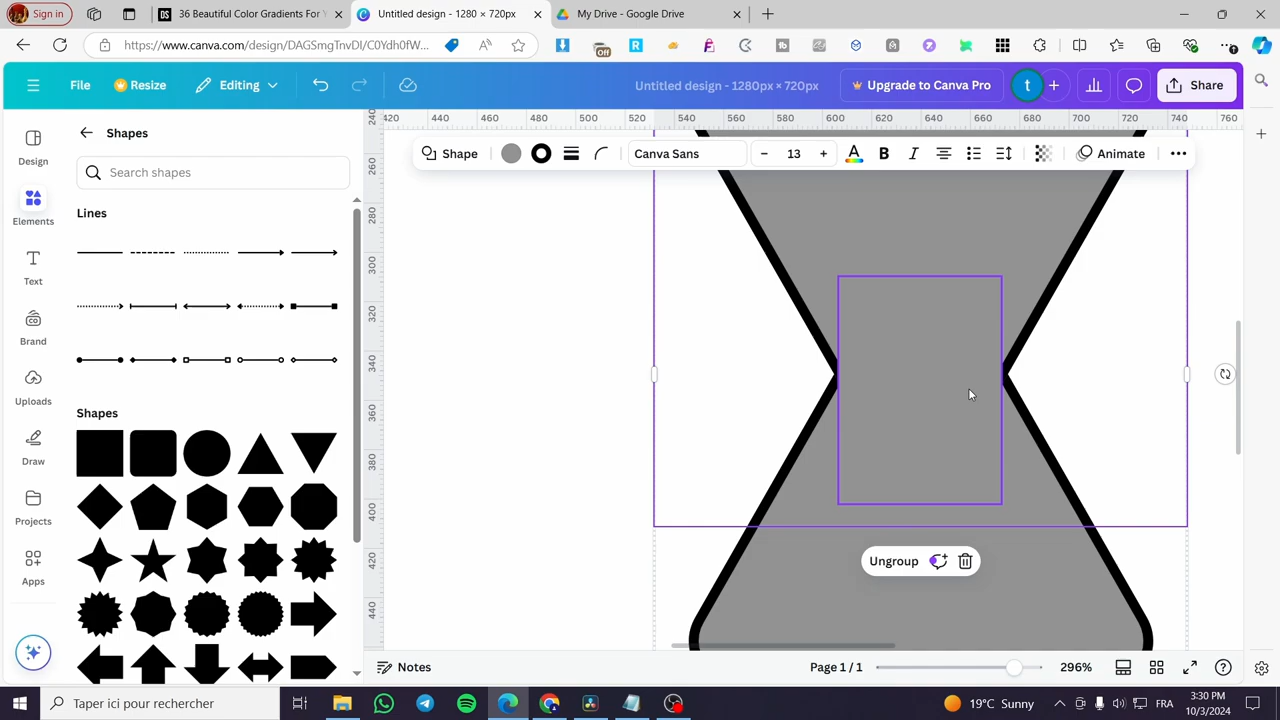 Sign in
36 Beautiful Color Gradients For Y
Untitled design - 1280 × 720px
My Drive - Google Drive
https://www.canva.com/design/DAGSmgTnvDI/C0Ydh0fW...
Off
File
Resize
Editing
Untitled design - 1280px × 720px
Upgrade to Canva Pro
t
Share
Design
Elements
Text
Brand
Uploads
Draw
Projects
Apps
Shapes
Search shapes
Lines
Shapes
420 440 460 480 500 520 540 560 580 600 620 640 660 680 700 720 740 760
240
260
280
300
320
340
360
380
400
420
440
Shape
Canva Sans
13
A
B
I
Animate
Ungroup
Notes
Page 1 / 1
296%
Taper ici pour rechercher
19°C Sunny
FRA
3:30 PM
10/3/2024